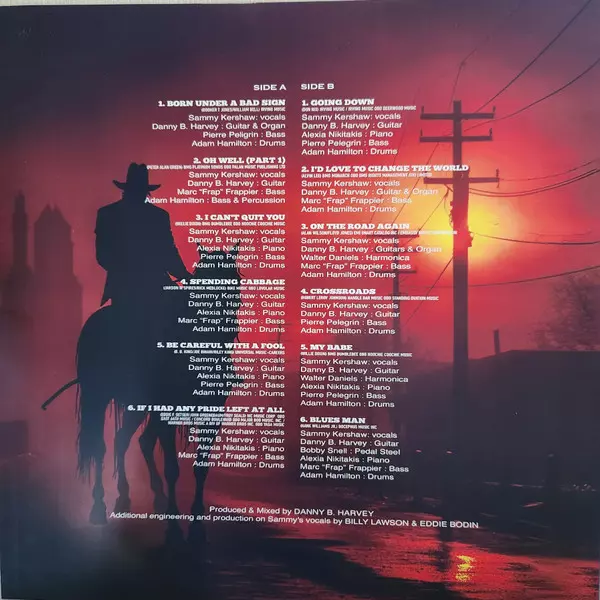 SIDE A
1. BORN UNDER A BAD SIGN
(BOOKER T JONES/WILLIAM BELL) IRVING MUSIC
Sammy Kershaw: vocals
Danny B. Harvey : Guitar & Organ
Pierre Pelegrin : Bass
Adam Hamilton : Drums
2. OH WELL (PART 1)
Sammy Kershaw: vocals
Danny B. Harvey : Guitar
Marc "Frap" Frappier : Bass
Adam Hamilton : Bass & Percussion
3. I CAN'T QUIT YOU
Sammy Kershaw: vocals
Danny B. Harvey : Guitar
Alexia Nikitakis : Piano
Pierre Pelegrin : Bass
Adam Hamilton : Drums
4. SPENDING CABBAGE
Sammy Kershaw: vocals
Danny B. Harvey : Guitar
Alexia Nikitakis : Piano
Marc "Frap" Frappier : Bass
Adam Hamilton : Drums
5. BE CAREFUL WITH A FOOL
Sammy Kershaw: vocals
Danny B. Harvey : Guitar
Alexia Nikitakis : Piano
Pierre Pelegrin : Bass
Adam Hamilton : Drums
6. IF I HAD ANY PRIDE LEFT AT ALL
Sammy Kershaw: vocals
Danny B. Harvey : Guitar
Alexia Nikitakis : Piano
Marc "Frap" Frappier : Bass
Adam Hamilton : Drums
SIDE B
1. GOING DOWN
Sammy Kershaw: vocals
Danny B. Harvey : Guitar
Alexia Nikitakis : Piano
Pierre Pelegrin : Bass
Adam Hamilton : Drums
2. I'D LOVE TO CHANGE THE WORLD
Sammy Kershaw: vocals
Danny B. Harvey : Guitar & Organ
Marc "Frap" Frappier : Bass
Adam Hamilton : Drums
3. ON THE ROAD AGAIN
Sammy Kershaw: vocals
Danny B. Harvey : Guitars & Organ
Walter Daniels : Harmonica
Marc "Frap" Frappier : Bass
Adam Hamilton : Drums
4. CROSSROADS
Sammy Kershaw: vocals
Danny B. Harvey : Guitar
Pierre Pelegrin : Bass
Adam Hamilton : Drums
5. MY BABE
Sammy Kershaw: vocals
Danny B. Harvey : Guitar
Walter Daniels : Harmonica
Alexia Nikitakis : Piano
Pierre Pelegrin : Bass
Adam Hamilton : Drums
6. BLUES MAN
Sammy Kershaw: vocals
Danny B. Harvey : Guitar
Bobby Snell : Pedal Steel
Alexia Nikitakis : Piano
Marc "Frap" Frappier : Bass
Adam Hamilton : Drums
Produced & Mixed by DANNY B. HARVEY
Additional engineering and production on Sammy's vocals by BILLY LAWSON & EDDIE BODIN